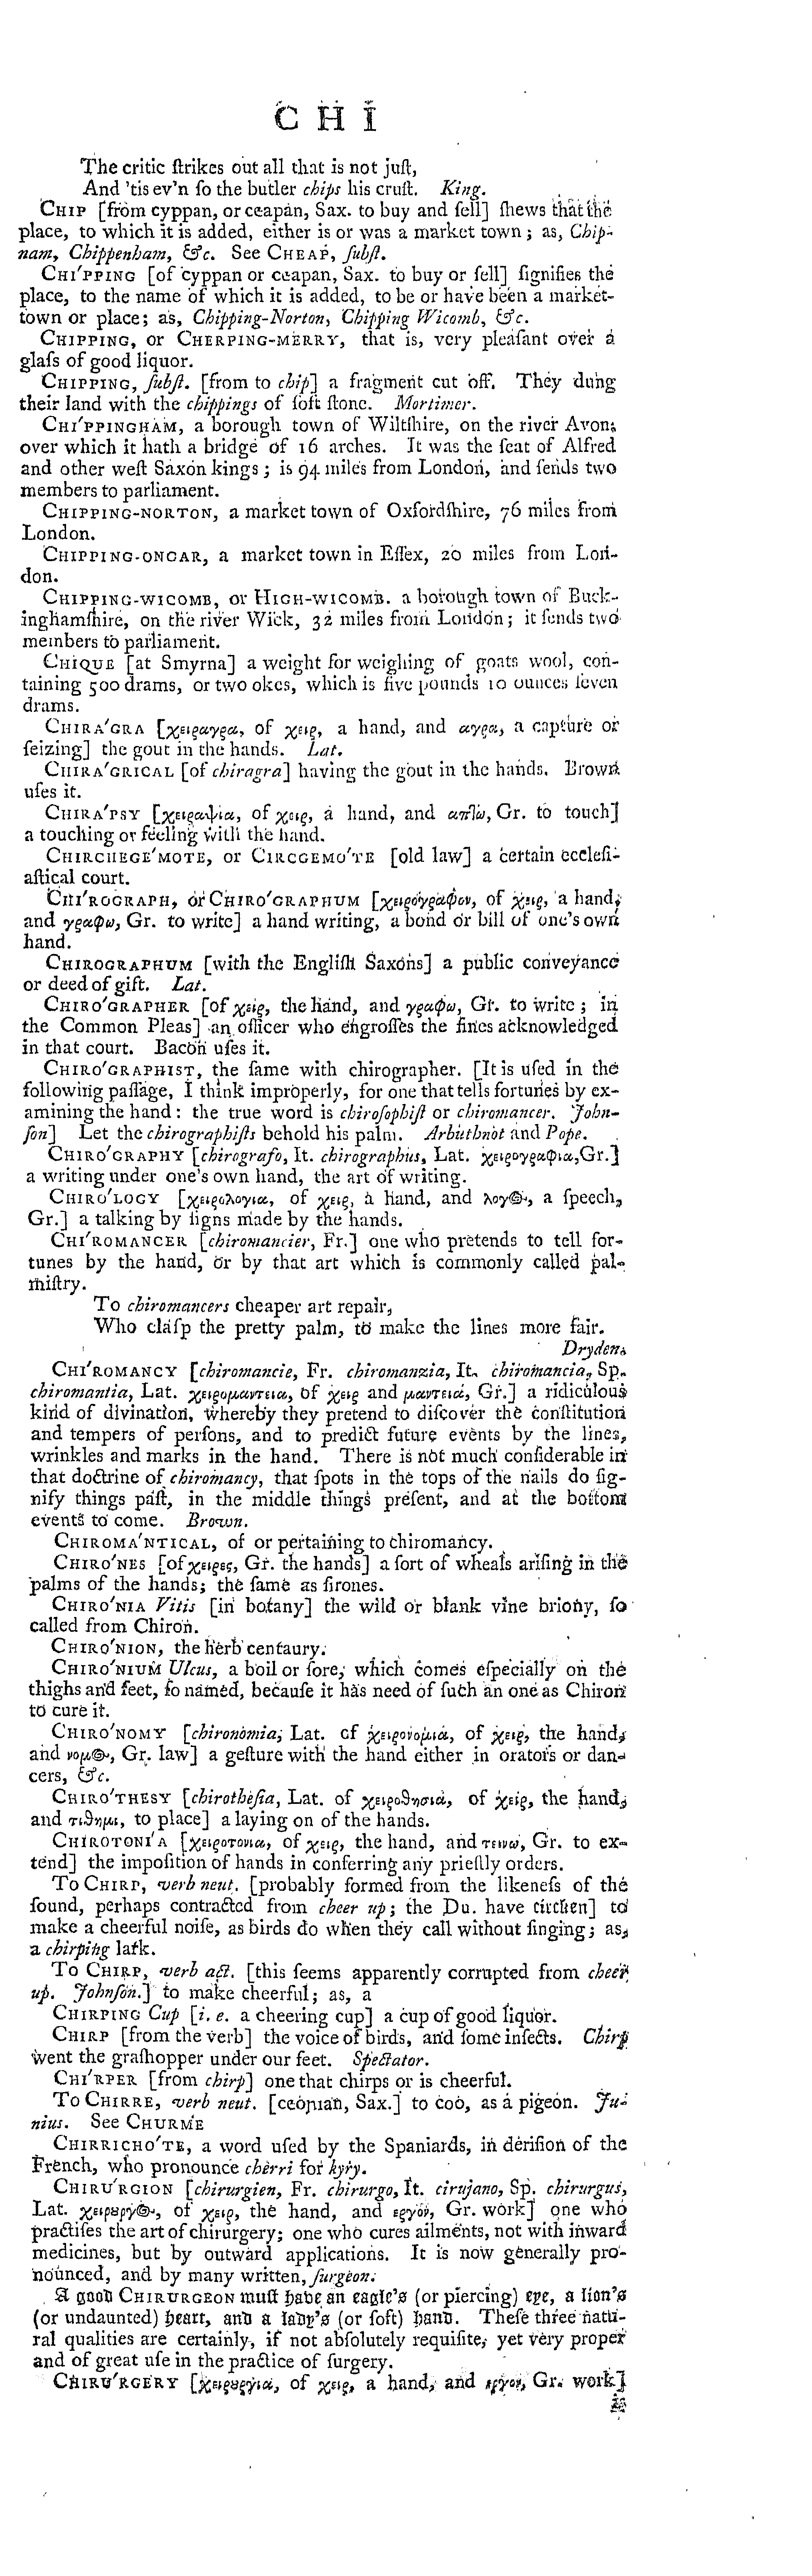 CHI
The critic ſtrikes out all that is not juſt,
And 'tis ev'n ſo the butler chips his cruſt. King.
CHIP [from cyppan, or ceapan, Sax. to buy and ſell] ſhews that the
place, to which it is added, either is or was a market town; as, Chip-
nam, Chippenham, &c. See CHEAP, ſubſt.
CHI'PPING [of cyppan or ceapan, Sax. to buy or ſell] ſignifies the
place, to the name of which it is added, to be or have been a market-
town or place; as, Chipping-Norton, Chipping Wicomb, &c.
CHIPPING, or CHERPING-MERRY, that is, very pleaſant over a
glaſs of good liquor.
CHIPPING, ſubſt. [from to chip] a fragment cut off. They dung
their land with the chippings of ſoft ſtone. Mortimer.
CHI'PPINGHAM, a borough town of Wiltſhire, on the river Avon,
over which it hath a bridge of 16 arches. It was the ſeat of Alfred
and other weſt Saxon kings; is 94 miles from London, and ſends two
members to parliament.
CHIPPING-NORTON, a market town of Oxfordſhire, 76 miles from
London.
CHIPPING-ONGAR, a market town in Eſſex, 20 miles from Lon-
don.
CHIPPING-WICOMB, or HIGH-WICOMB. a borough town of Buck-
inghamſhire, on the river Wick, 32 miles from London; it ſends two
members to parliament.
CHIQUE [at Smyrna] a weight for weighing of goats wool, con-
taining 500 drams, or two okes, which is five pounds 10 ounces ſeven
drams.
CHIRA'GRA [χειραγρα, of χειρ, a hand, and αγρα, a capture or
ſeizing] the gout in the hands. Lat.
CHIRA'GRICAL [of chiragra] having the gout in the hands. Brown
uſes it.
CHIRA'PSY [χειραψια, of χειρ, a hand, and απτω, Gr. to touch]
a touching or feeling with the hand.
CHIRCHEGE'MOTE, or CIRCGEMO'TE [old law] a certain eccleſi-
aſtical court.
CHI'ROGRAPH, or CHIRO'GRAPHUM [χειρόγραφον, of χειρ, a hand,
and γραφω, Gr. to write] a hand writing, a bond or bill of one's own
hand.
CHIROGRAPHUM [with the Engliſh Saxons] a public conveyance
or deed of gift. Lat.
CHIRO'GRAPHER [of χειρ, the hand, and γραφω, Gr. to write; in
the Common Pleas] an officer who engroſſes the fines acknowledged
in that court. Bacon uſes it.
CHIRO'GRAPHIST, the ſame with chirographer. [It is uſed in the
following paſſage, I think improperly, for one that tells fortunes by ex-
amining the hand: the true word is chiroſophiſt or chiromancer. John-
ſon] Let the chirographiſts behold his palm. Arbuthnot and Pope.
CHIRO'GRAPHY [chirografo, It. chirographus, Lat. χειρογραφια, Gr.]
a writing under one's own hand, the art of writing.
CHIRO'LOGY [χειρολογια, of χειρ, a hand, and λογ@, a ſpeech,
Gr.] a talking by ſigns made by the hands.
CHI'ROMANCER [chiromancier, Fr.] one who pretends to tell for-
tunes by the hand, or by that art which is commonly called pal-
miſtry.
To chiromancers cheaper art repair,
Who claſp the pretty palm, to make the lines more fair.
Dryden.
CHI'ROMANCY [chiromancie, Fr. chiromanzia, It. chiromancia, Sp.
chiromantia, Lat. χειρομαντεια, of χειρ and μαντεια, Gr.] a ridiculous
kind of divination, whereby they pretend to diſcover the conſtitution
and tempers of perſons, and to predict future events by the lines,
wrinkles and marks in the hand. There is not much conſiderable in
that doctrine of chiromancy, that ſpots in the tops of the nails do ſig-
nify things paſt, in the middle things preſent, and at the bottom
events to come. Brown.
CHIROMA'NTICAL, of or pertaining to chiromancy.
CHIRO'NES [of χειρες, Gr. the hands] a ſort of wheals ariſing in the
palms of the hands; the ſame as ſirones.
CHIRO'NIA Vitis [in botany] the wild or blank vine briony, ſo
called from Chiron.
CHIRO'NION, the herb centaury.
CHIRO'NIUM Ulcus, a boil or ſore, which comes eſpecially on the
thighs and feet, ſo named, becauſe it has need of ſuch an one as Chiron
to cure it.
CHIRO'NOMY [chironomia, Lat. of χειρονομια, of χειρ, the hand,
and νομ@, Gr. law] a geſture with the hand either in orators or dan-
cers, &c.
CHIRO'THESY [chirotheſia, Lat. of χειροθησια, of χειρ, the hand,
and τιθημι, to place] a laying on of the hands.
CHIROTONI'A [χειροτονια, of χειρ, the hand, and τεινω, Gr. to ex-
tend] the impoſition of hands in conferring any prieſtly orders.
To CHIRP, verb neut. [probably formed from the likeneſs of the
ſound, perhaps contracted from cheer up; the Du. have circken] to
make a cheerful noiſe, as birds do when they call without ſinging; as,
a chirping lark.
To CHIRP, verb act. [this ſeems apparently corrupted from cheer
up. Johnſon.] to make cheerful; as, a
CHIRPING Cup [i. e. a cheering cup] a cup of good liquor.
CHIRP [from the verb] the voice of birds, and ſome inſects. Chirp
went the graſhopper under our feet. Spectator.
CHI'RPER [from chirp] one that chirps or is cheerful.
To CHIRRE, verb neut. [ceorian, Sax.] to coo, as a pigeon. Ju-
nius. See CHURME
CHIRRICHO'TE, a word uſed by the Spaniards, in deriſion of the
French, who pronounce cherri for kyry.
CHIRU'RGION [chirurgien, Fr. chirurgo, It. cirujano, Sp. chirurgus,
Lat. χειρȣργ@, of χειρ, the hand, and εργον, Gr. work] one who
practiſes the art of chirurgery; one who cures ailments, not with inward
medicines, but by outward applications. It is now generally pro-
nounced, and by many written, ſurgeon.
A good CHIRURGEON muſt have an eagle's (or piercing) eye, a lion's
(or undaunted) heart, and a lady's (or ſoft) hand. Theſe three natu-
ral qualities are certainly, if not abſolutely requiſite, yet very proper
and of great uſe in the practice of ſurgery.
CHIRU'RGERY [χειρȣργια, of χειρ, a hand, and εργον, Gr. work]